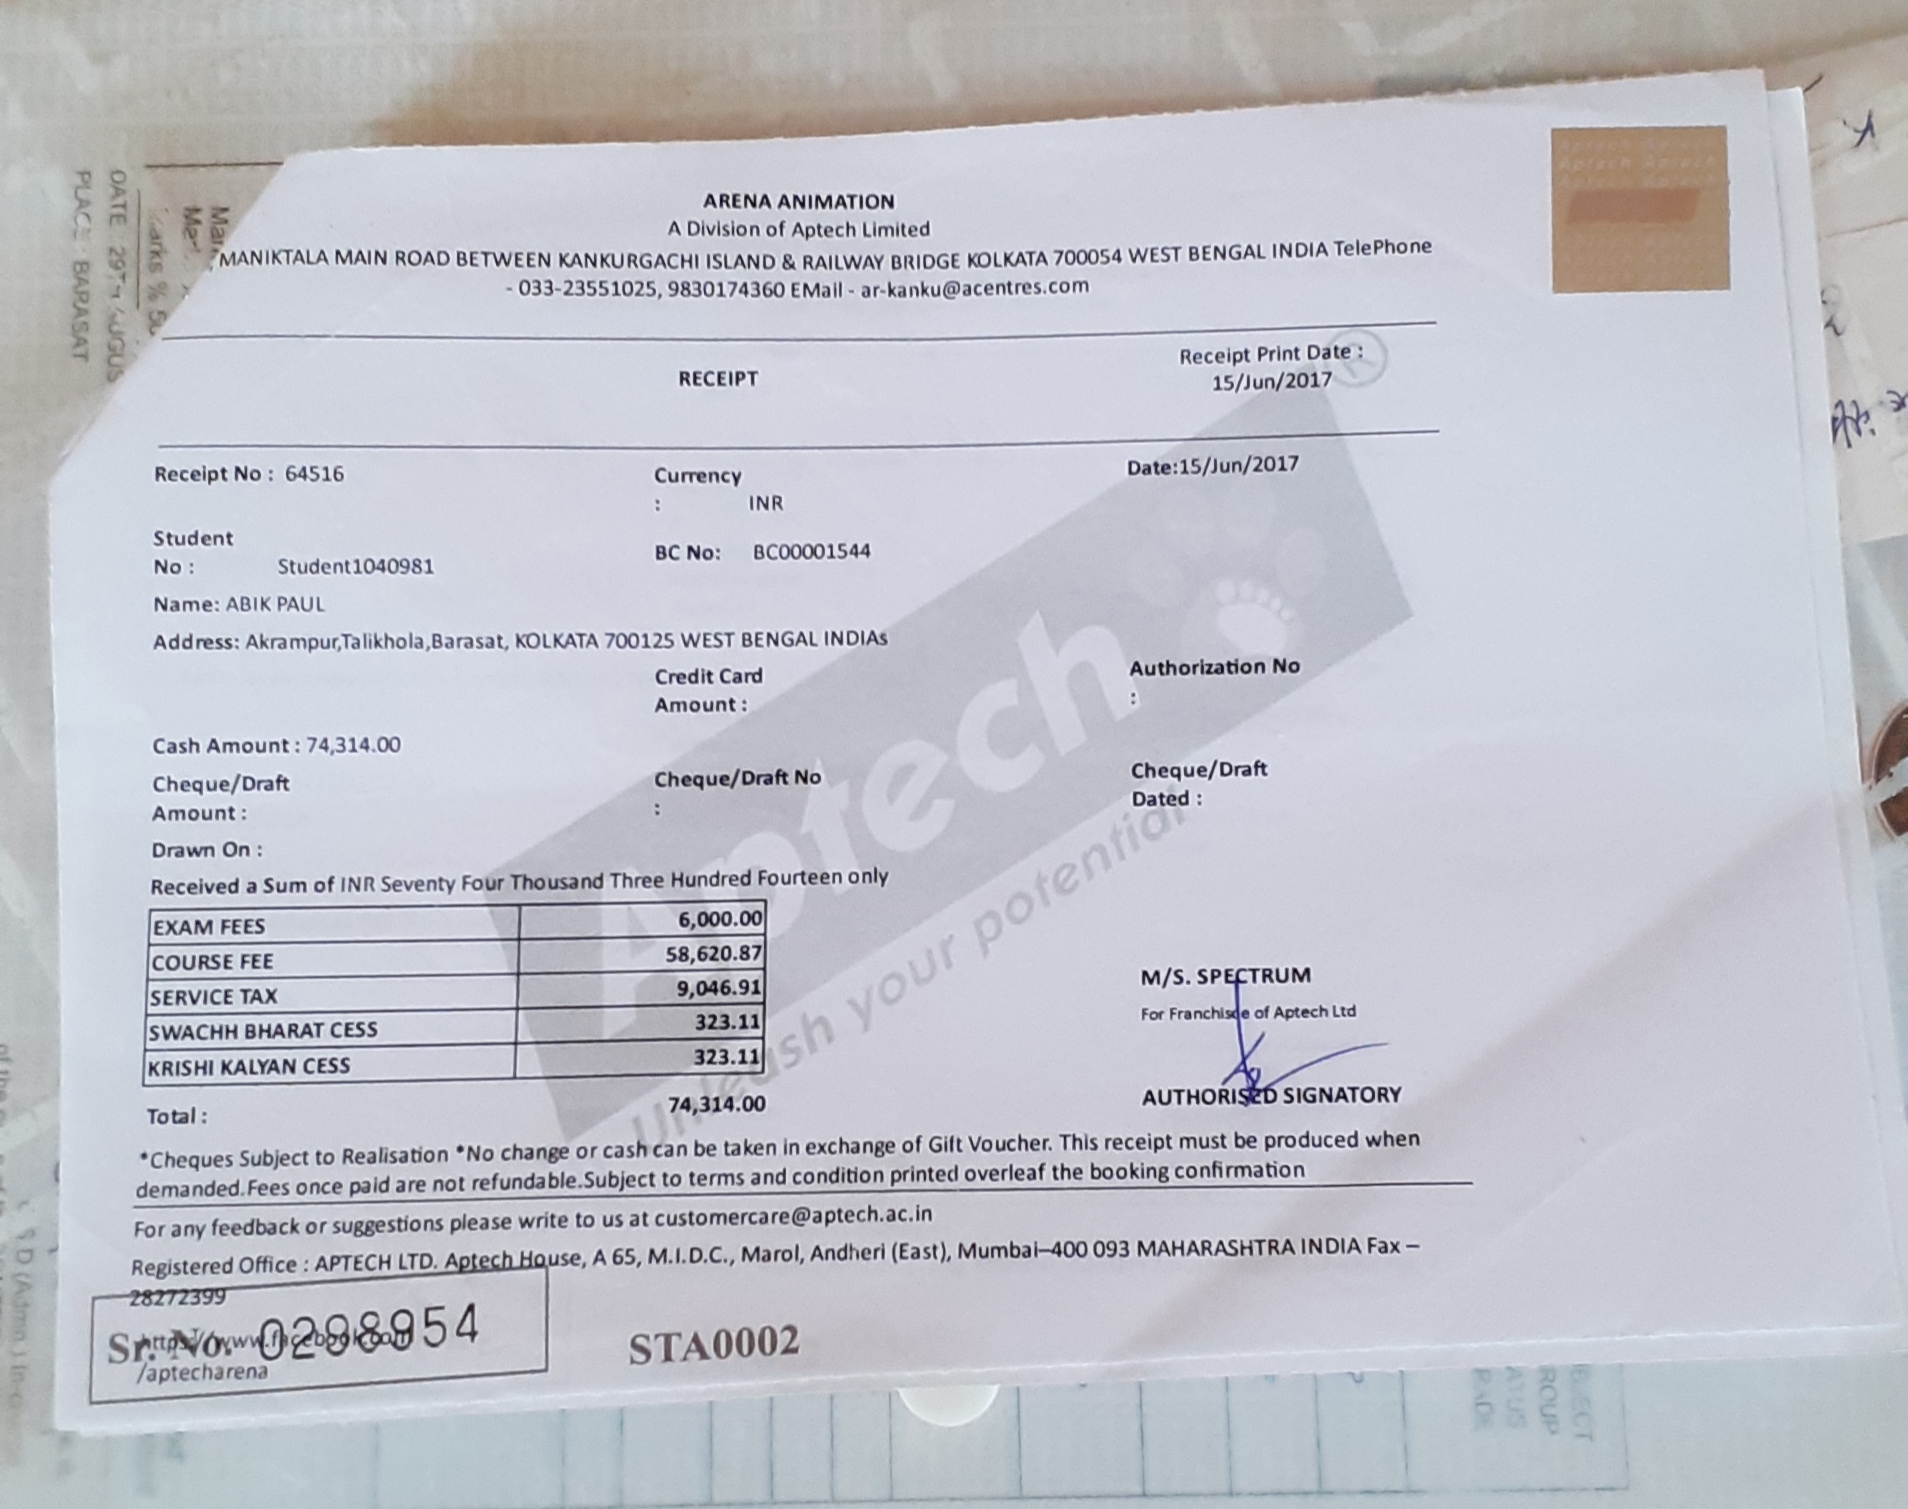 ARENA ANIMATION
A Division of Aptech Limited
MANIKTALA MAIN ROAD BETWEEN KANKURGACHI ISLAND & RAILWAY BRIDGE KOLKATA 700054 WEST BENGAL INDIA TelePhone
- 033-23551025, 9830174360 EMail - ar-kanku@acentres.com
RECEIPT
Receipt Print Date :
15/Jun/2017
Receipt No : 64516
Currency
: INR
Date:15/Jun/2017
Student
No : Student1040981
BC No: BC00001544
Name: ABIK PAUL
Address: Akrampur,Talikhola,Barasat, KOLKATA 700125 WEST BENGAL INDIAs
Credit Card
Amount :
Authorization No
:
Cash Amount : 74,314.00
Cheque/Draft
Amount :
Cheque/Draft No
:
Cheque/Draft
Dated :
Drawn On :
Received a Sum of INR Seventy Four Thousand Three Hundred Fourteen only
EXAM FEES 6,000.00
COURSE FEE 58,620.87
SERVICE TAX 9,046.91
SWACHH BHARAT CESS 323.11
KRISHI KALYAN CESS 323.11
Total : 74,314.00
M/S. SPECTRUM
For Franchisee of Aptech Ltd
AUTHORISED SIGNATORY
*Cheques Subject to Realisation *No change or cash can be taken in exchange of Gift Voucher. This receipt must be produced when
demanded.Fees once paid are not refundable.Subject to terms and condition printed overleaf the booking confirmation
For any feedback or suggestions please write to us at customercare@aptech.ac.in
Registered Office : APTECH LTD. Aptech House, A 65, M.I.D.C., Marol, Andheri (East), Mumbai–400 093 MAHARASHTRA INDIA Fax –
28272399
Sr. No. 0298954
/aptecharena
STA0002
Aptech ®
Unleash your potential
PLACE: BARASAT
DATE 29TH